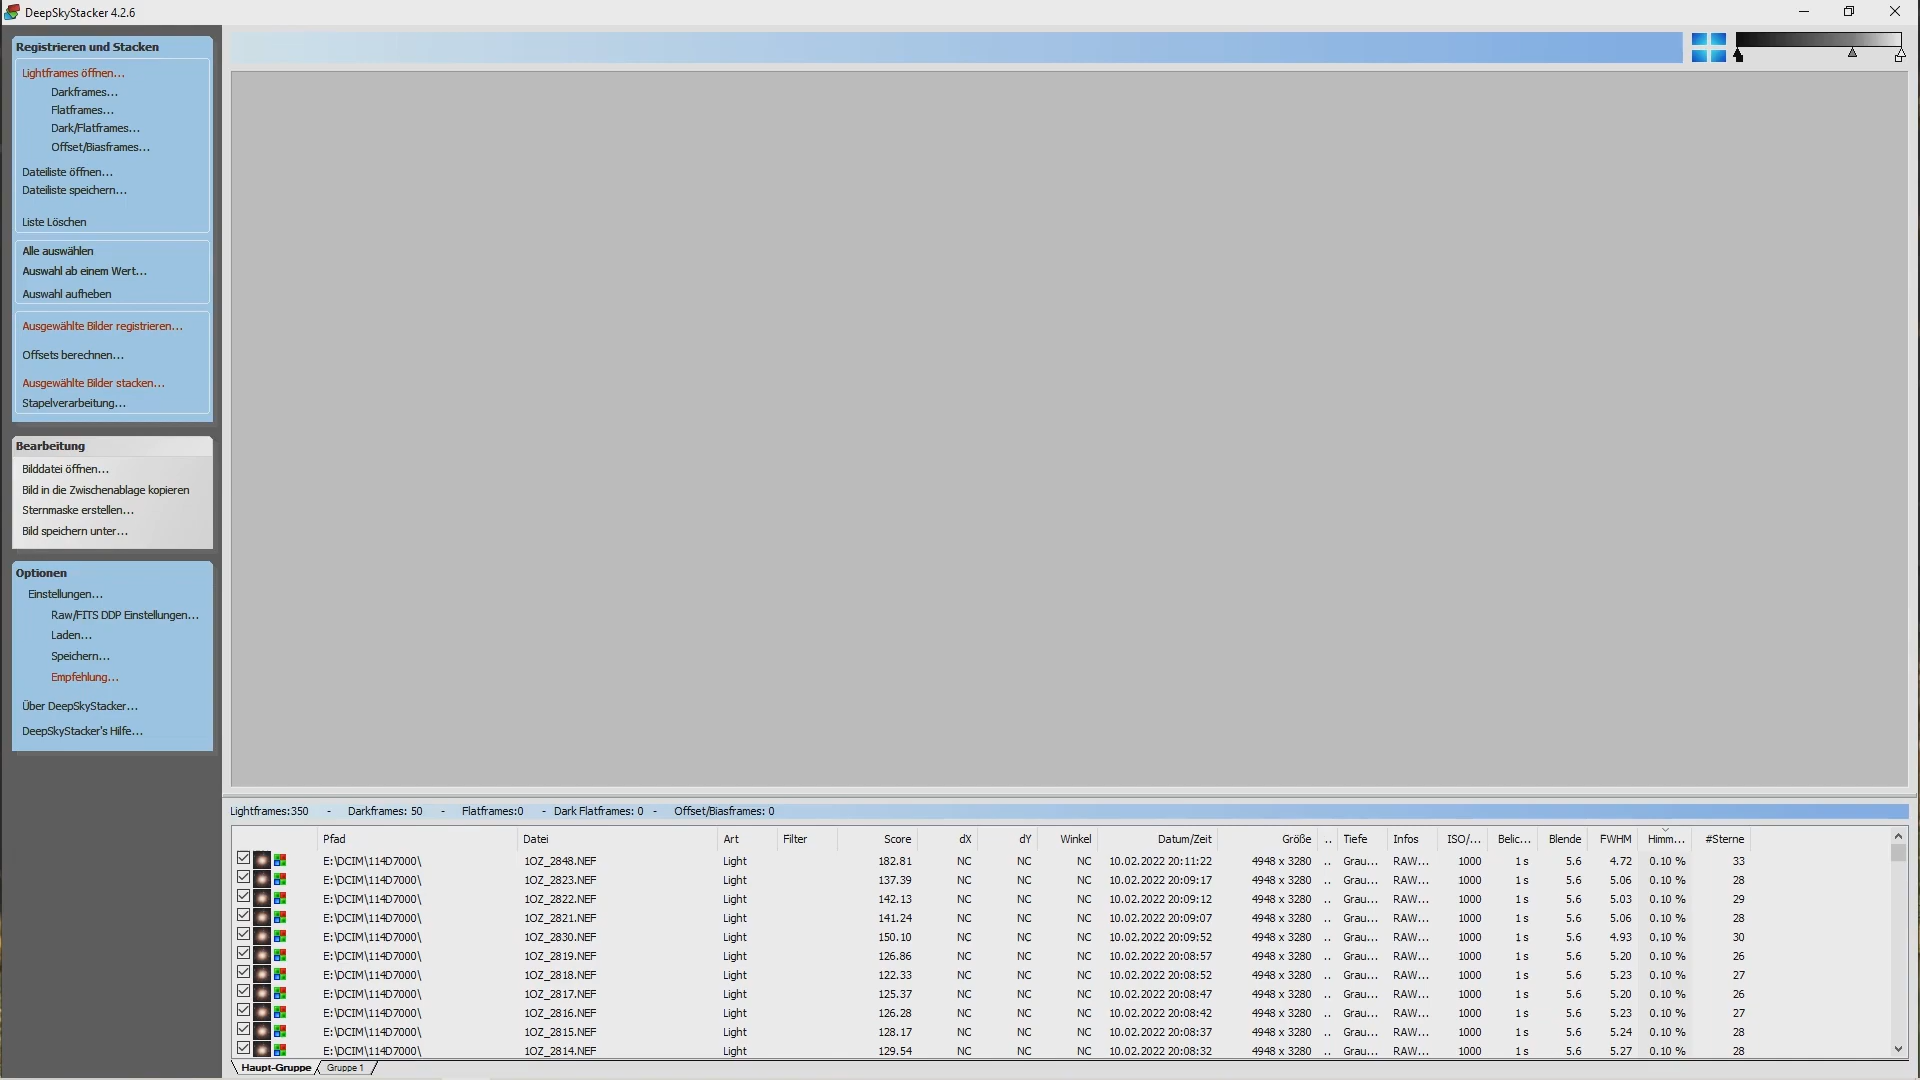 DeepSkyStacker 4.2.6
Registrieren und Stacken
Lightframes öffnen...
Darkframes...
Flatframes...
Dark/Flatframes...
Offset/Biasframes...
Dateiliste öffnen...
Dateiliste speichern...
Liste Löschen
Alle auswählen
Auswahl ab einem Wert...
Auswahl aufheben
Ausgewählte Bilder registrieren...
Offsets berechnen...
Ausgewählte Bilder stacken...
Stapelverarbeitung...
Bearbeitung
Bilddatei öffnen...
Bild in die Zwischenablage kopieren
Sternmaske erstellen...
Bild speichern unter...
Optionen
Einstellungen...
Raw/FITS DDP Einstellungen...
Laden...
Speichern...
Empfehlung...
Über DeepSkyStacker...
DeepSkyStacker's Hilfe...
Lightframes:350 - Darkframes: 50 - Flatframes:0 - Dark Flatframes: 0 - Offset/Biasframes: 0
Pfad Datei Art Filter Score dX dY Winkel Datum/Zeit Größe .. Tiefe Infos ISO/... Belic... Blende FWHM Himm... #Sterne
E:\DCIM\114D7000\ 1OZ_2848.NEF Light 182.81 NC NC NC 10.02.2022 20:11:22 4948 x 3280 .. Grau... RAW... 1000 1 s 5.6 4.72 0.10 % 33
E:\DCIM\114D7000\ 1OZ_2823.NEF Light 137.39 NC NC NC 10.02.2022 20:09:17 4948 x 3280 .. Grau... RAW... 1000 1 s 5.6 5.06 0.10 % 28
E:\DCIM\114D7000\ 1OZ_2822.NEF Light 142.13 NC NC NC 10.02.2022 20:09:12 4948 x 3280 .. Grau... RAW... 1000 1 s 5.6 5.03 0.10 % 29
E:\DCIM\114D7000\ 1OZ_2821.NEF Light 141.24 NC NC NC 10.02.2022 20:09:07 4948 x 3280 .. Grau... RAW... 1000 1 s 5.6 5.06 0.10 % 28
E:\DCIM\114D7000\ 1OZ_2830.NEF Light 150.10 NC NC NC 10.02.2022 20:09:52 4948 x 3280 .. Grau... RAW... 1000 1 s 5.6 4.93 0.10 % 30
E:\DCIM\114D7000\ 1OZ_2819.NEF Light 126.86 NC NC NC 10.02.2022 20:08:57 4948 x 3280 .. Grau... RAW... 1000 1 s 5.6 5.20 0.10 % 26
E:\DCIM\114D7000\ 1OZ_2818.NEF Light 122.33 NC NC NC 10.02.2022 20:08:52 4948 x 3280 .. Grau... RAW... 1000 1 s 5.6 5.23 0.10 % 27
E:\DCIM\114D7000\ 1OZ_2817.NEF Light 125.37 NC NC NC 10.02.2022 20:08:47 4948 x 3280 .. Grau... RAW... 1000 1 s 5.6 5.20 0.10 % 26
E:\DCIM\114D7000\ 1OZ_2816.NEF Light 126.28 NC NC NC 10.02.2022 20:08:42 4948 x 3280 .. Grau... RAW... 1000 1 s 5.6 5.23 0.10 % 27
E:\DCIM\114D7000\ 1OZ_2815.NEF Light 128.17 NC NC NC 10.02.2022 20:08:37 4948 x 3280 .. Grau... RAW... 1000 1 s 5.6 5.24 0.10 % 28
E:\DCIM\114D7000\ 1OZ_2814.NEF Light 129.54 NC NC NC 10.02.2022 20:08:32 4948 x 3280 .. Grau... RAW... 1000 1 s 5.6 5.27 0.10 % 28
Haupt-Gruppe Gruppe 1